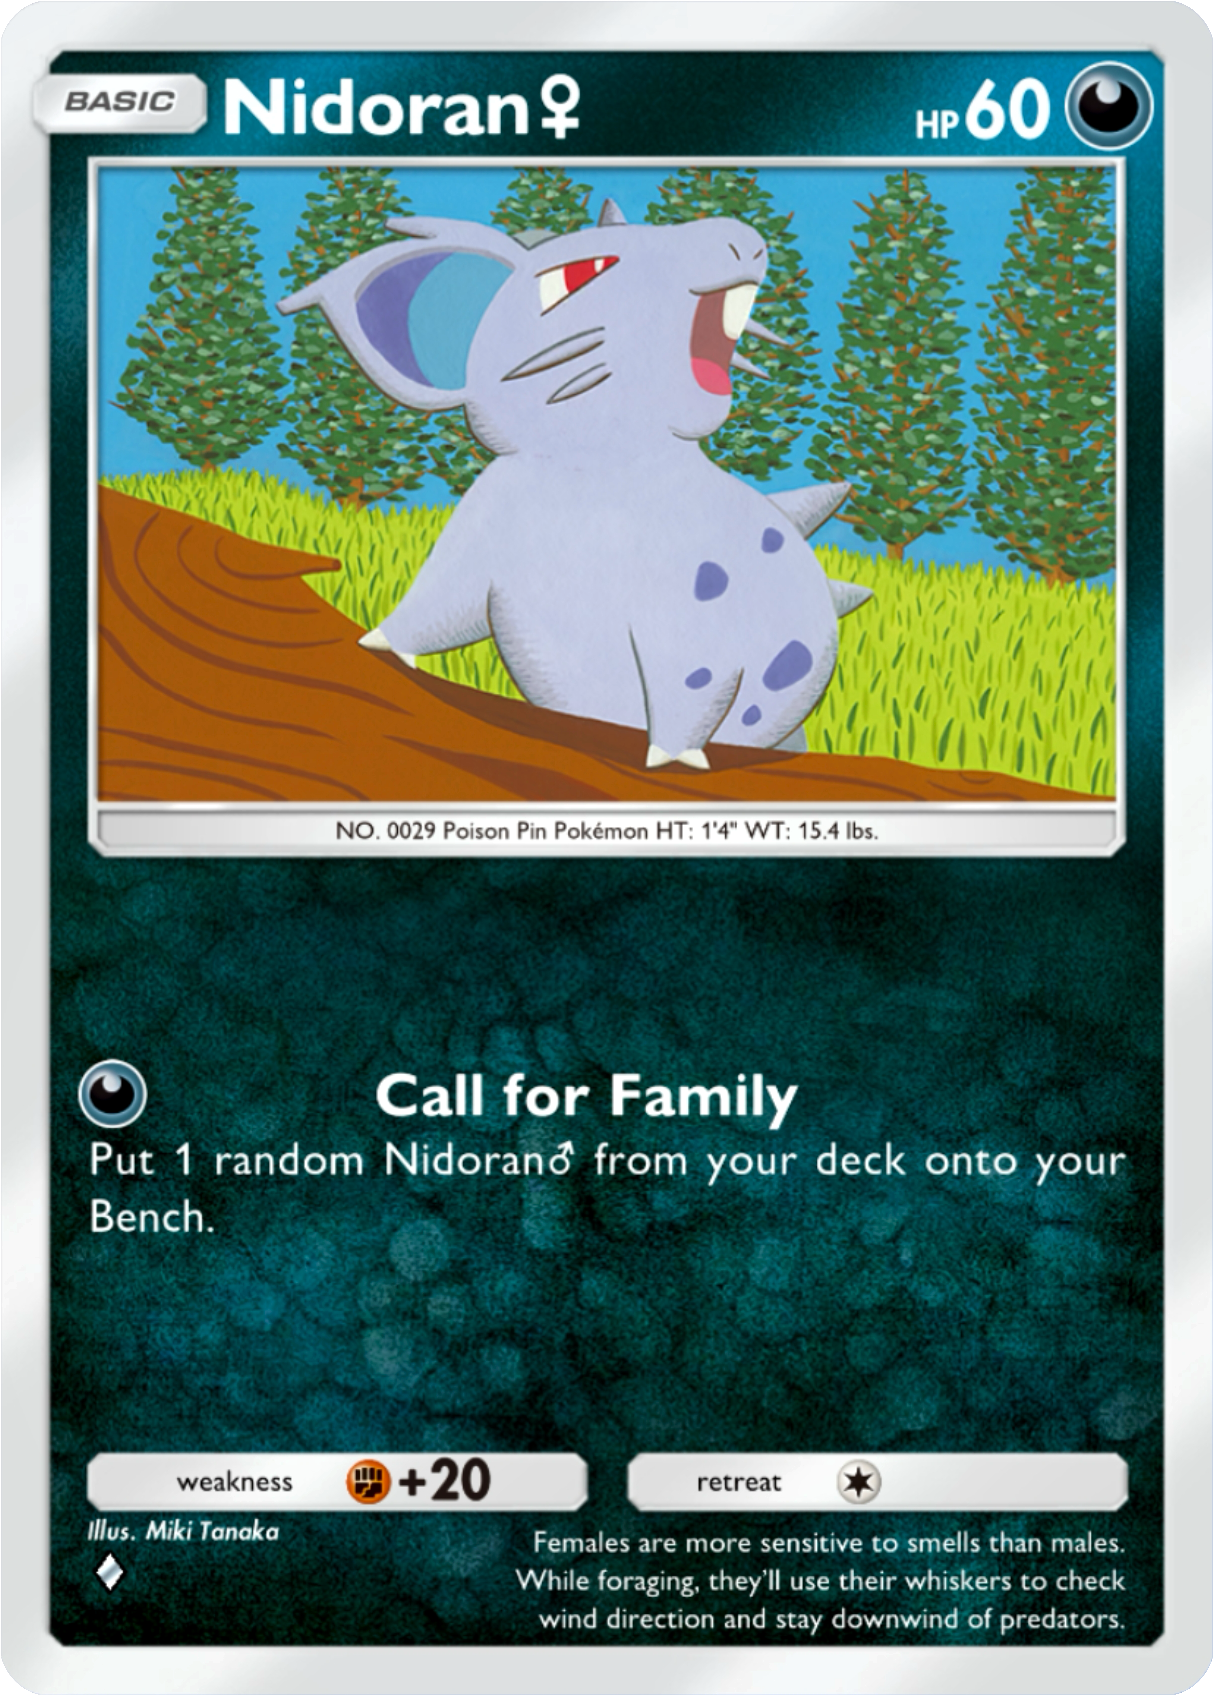 BASIC Nidoran♀ HP 60
NO. 0029 Poison Pin Pokémon HT: 1'4" WT: 15.4 lbs.
Call for Family
Put 1 random Nidoran♂ from your deck onto your
Bench.
weakness +20 retreat
Illus. Miki Tanaka
Females are more sensitive to smells than males.
While foraging, they'll use their whiskers to check
wind direction and stay downwind of predators.